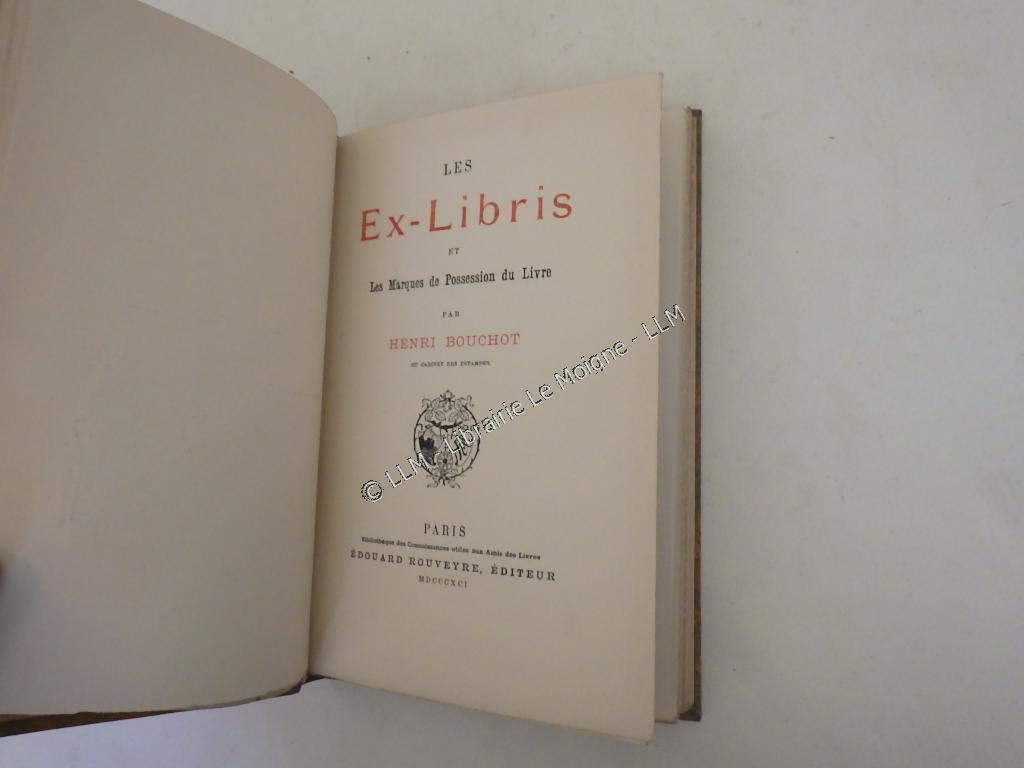 LES
Ex-Libris
ET
Les Marques de Possession du Livre
PAR
HENRI BOUCHOT
DU CABINET DES ESTAMPES
© LLM - Librairie Le Moigne - LLM
PARIS
Bibliothèque des Connaissances utiles aux Amis des Livres
ÉDOUARD ROUVEYRE, ÉDITEUR
MDCCCXCI